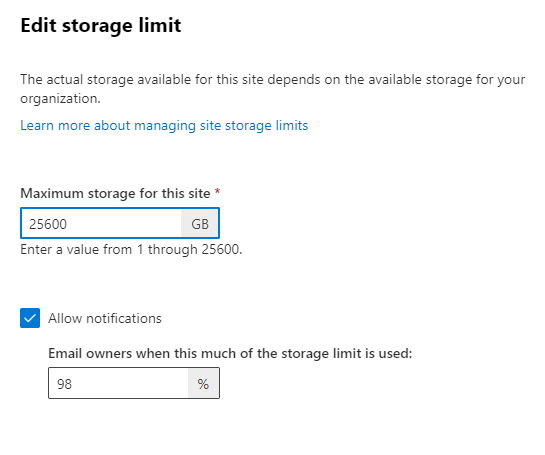 Edit storage limit
The actual storage available for this site depends on the available storage for your
organization.
Learn more about managing site storage limits
Maximum storage for this site *
25600 GB
Enter a value from 1 through 25600.
Allow notifications
Email owners when this much of the storage limit is used:
98 %